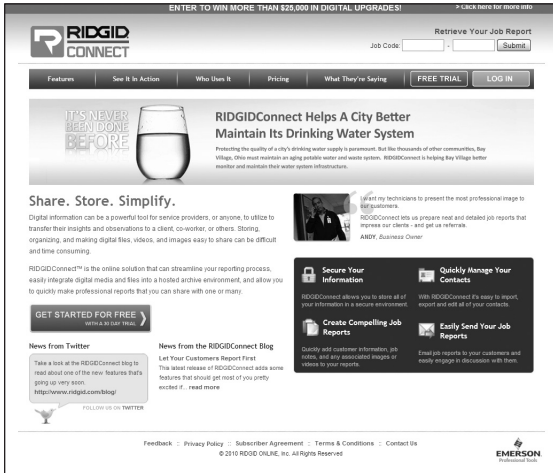 ENTER TO WIN MORE THAN $25,000 IN DIGITAL UPGRADES!
> Click here for more info
RIDGID
CONNECT
Retrieve Your Job Report
Job Code:
-
Submit
Features
See It In Action
Who Uses It
Pricing
What They're Saying
FREE TRIAL
LOG IN
IT'S NEVER
BEEN DONE
BEFORE
RIDGIDConnect Helps A City Better
Maintain Its Drinking Water System
Protecting the quality of a city's drinking water supply is paramount. But like thousands of other communities, Bay
Village, Ohio must maintain an aging potable water and waste system. RIDGIDConnect is helping Bay Village better
monitor and maintain their water system infrastructure.
Share. Store. Simplify.
Digital information can be a powerful tool for service providers, or anyone, to utilize to
transfer their insights and observations to a client, co-worker, or others. Storing,
organizing, and making digital files, videos, and images easy to share can be difficult
and time consuming.
RIDGIDConnect™ is the online solution that can streamline your reporting process,
easily integrate digital media and files into a hosted archive environment, and allow you
to quickly make professional reports that you can share with one or many.
GET STARTED FOR FREE
WITH A 30 DAY TRIAL
I want my technicians to present the most professional image to
our customers.
RIDGIDConnect lets us prepare neat and detailed job reports that
impress our clients - and get us referrals.
ANDY, Business Owner
Secure Your
Information
RIDGIDConnect allows you to store all of
your information in a secure environment.
Quickly Manage Your
Contacts
With RIDGIDConnect it's easy to import,
export and edit all of your contacts.
Create Compelling Job
Reports
Quickly add customer information, job
notes, and any associated images or
videos to your reports.
Easily Send Your Job
Reports
Email job reports to your customers and
easily engage in discussion with them.
News from Twitter
Take a look at the RIDGIDConnect blog to
read about one of the new features that's
going up very soon.
http://www.ridgid.com/blog/
FOLLOW US ON TWITTER
News from the RIDGIDConnect Blog
Let Your Customers Report First
This latest release of RIDGIDConnect adds some
features that should get most of you pretty
excited if... read more
Feedback :: Privacy Policy :: Subscriber Agreement :: Terms & Conditions :: Contact Us
© 2010 RIDGID ONLINE, Inc. All Rights Reserved
EMERSON
Professional Tools